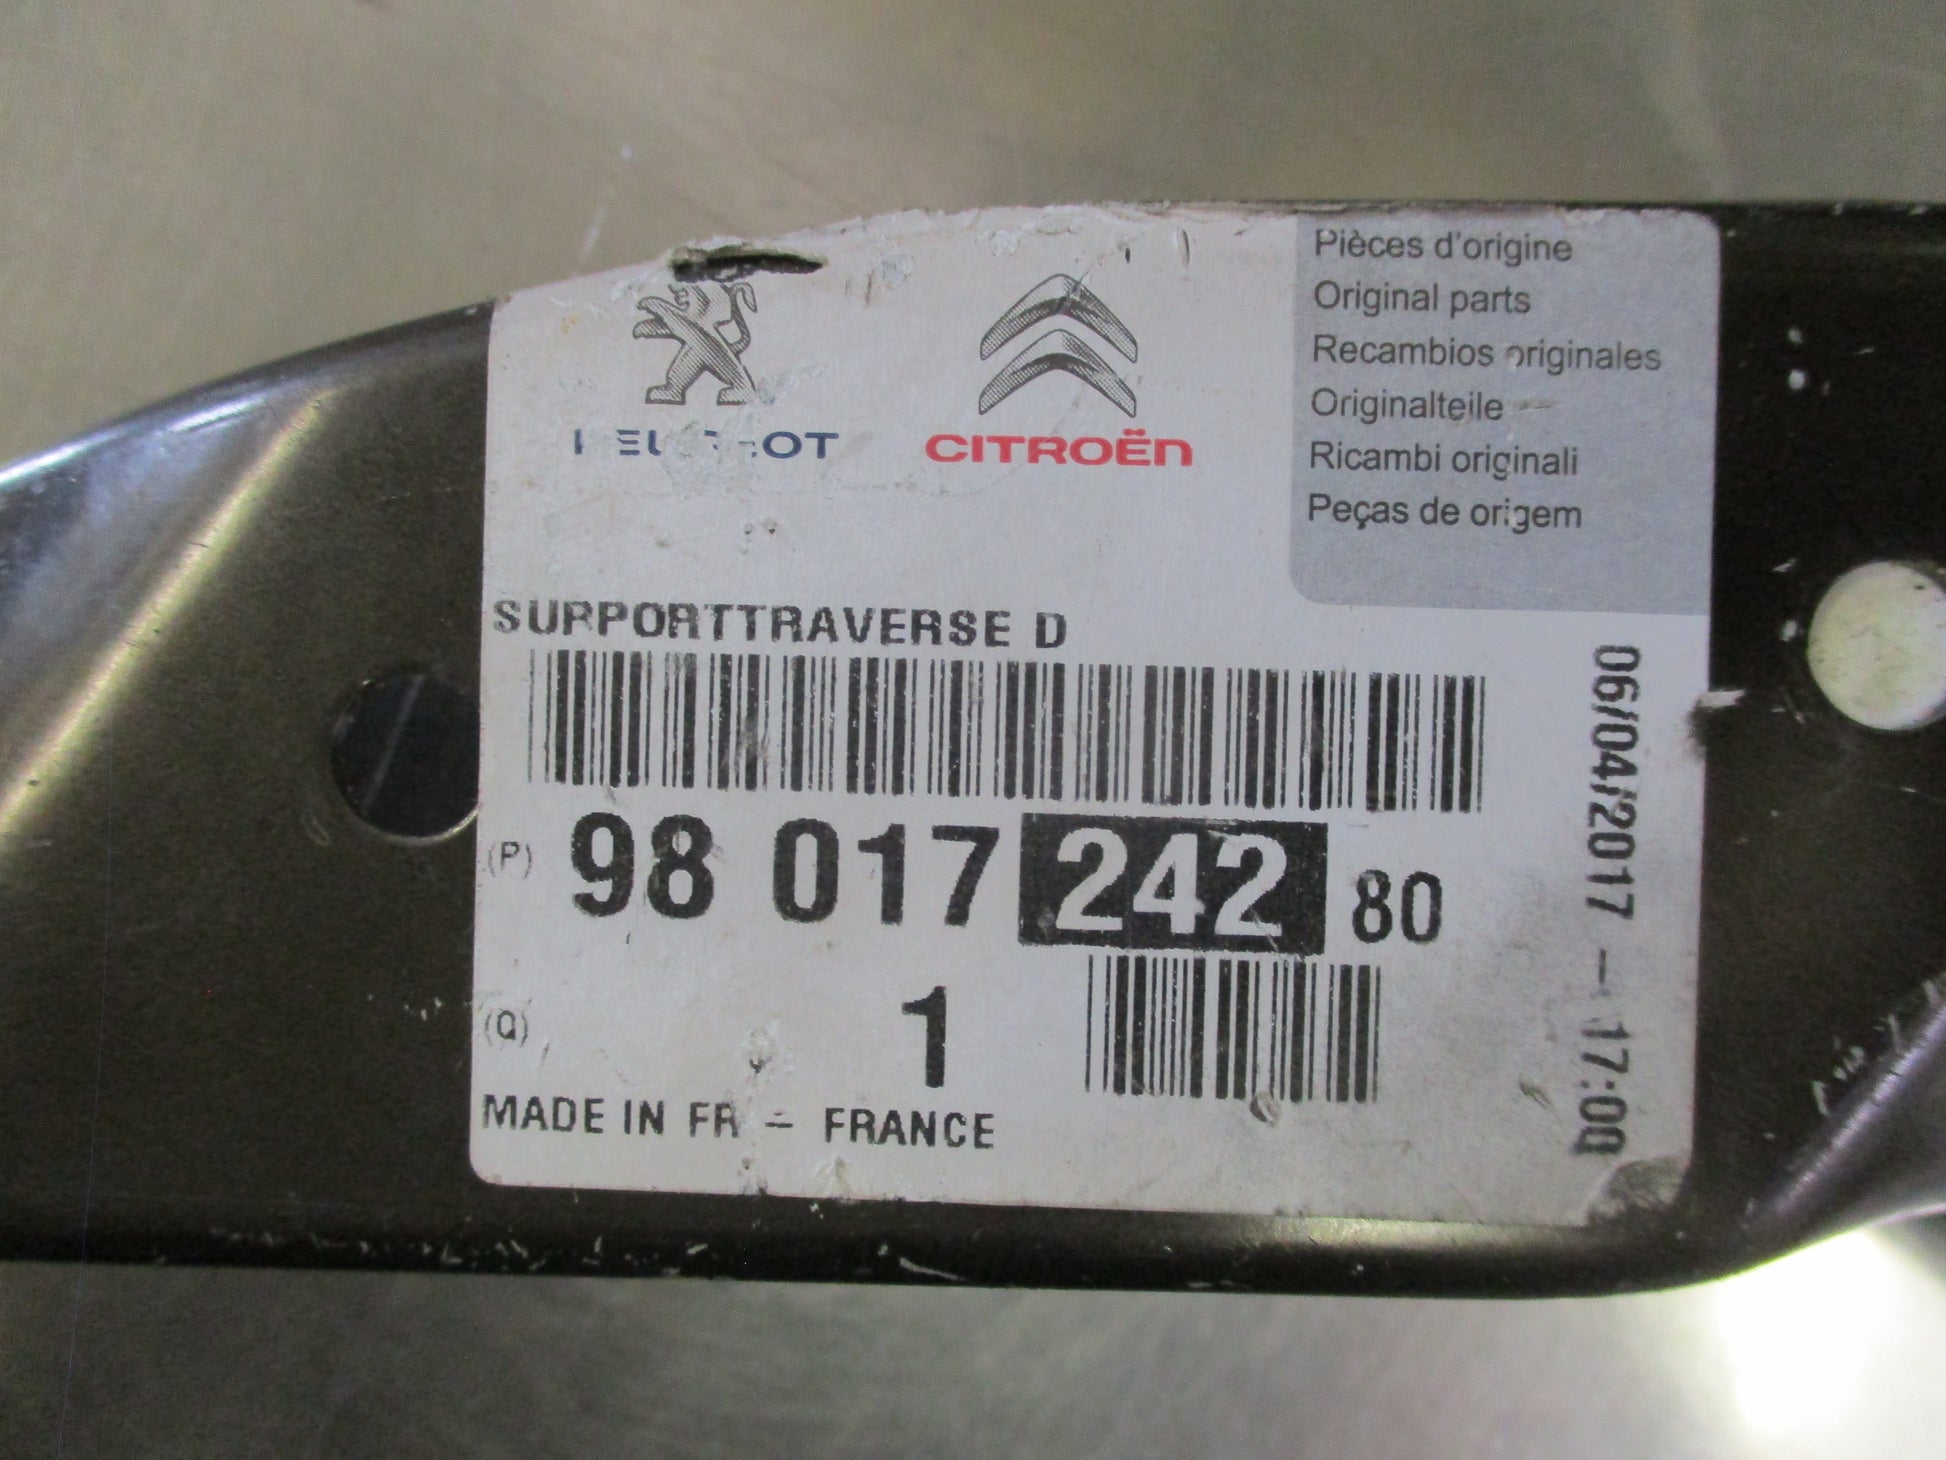 PEUGEOT
CITROËN
Pièces d'origine
Original parts
Recambios originales
Originalteile
Ricambi originali
Peças de origem
SUPPORTTRAVERSE D
(P) 98 017 242 80
(Q) 1
MADE IN FR - FRANCE
06/04/2017 - 17:00